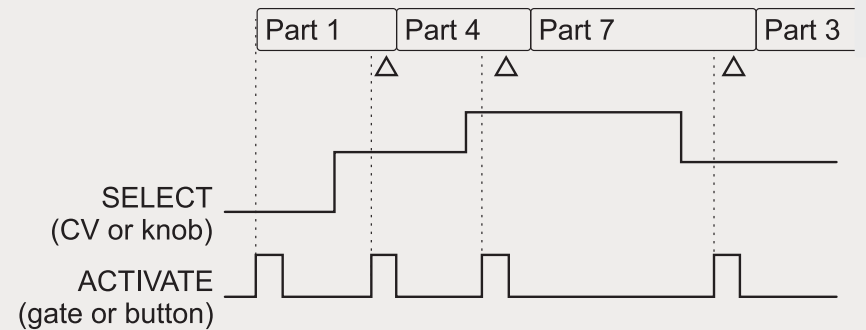 Part 1 Part 4 Part 7 Part 3
SELECT
(CV or knob)
ACTIVATE
(gate or button)